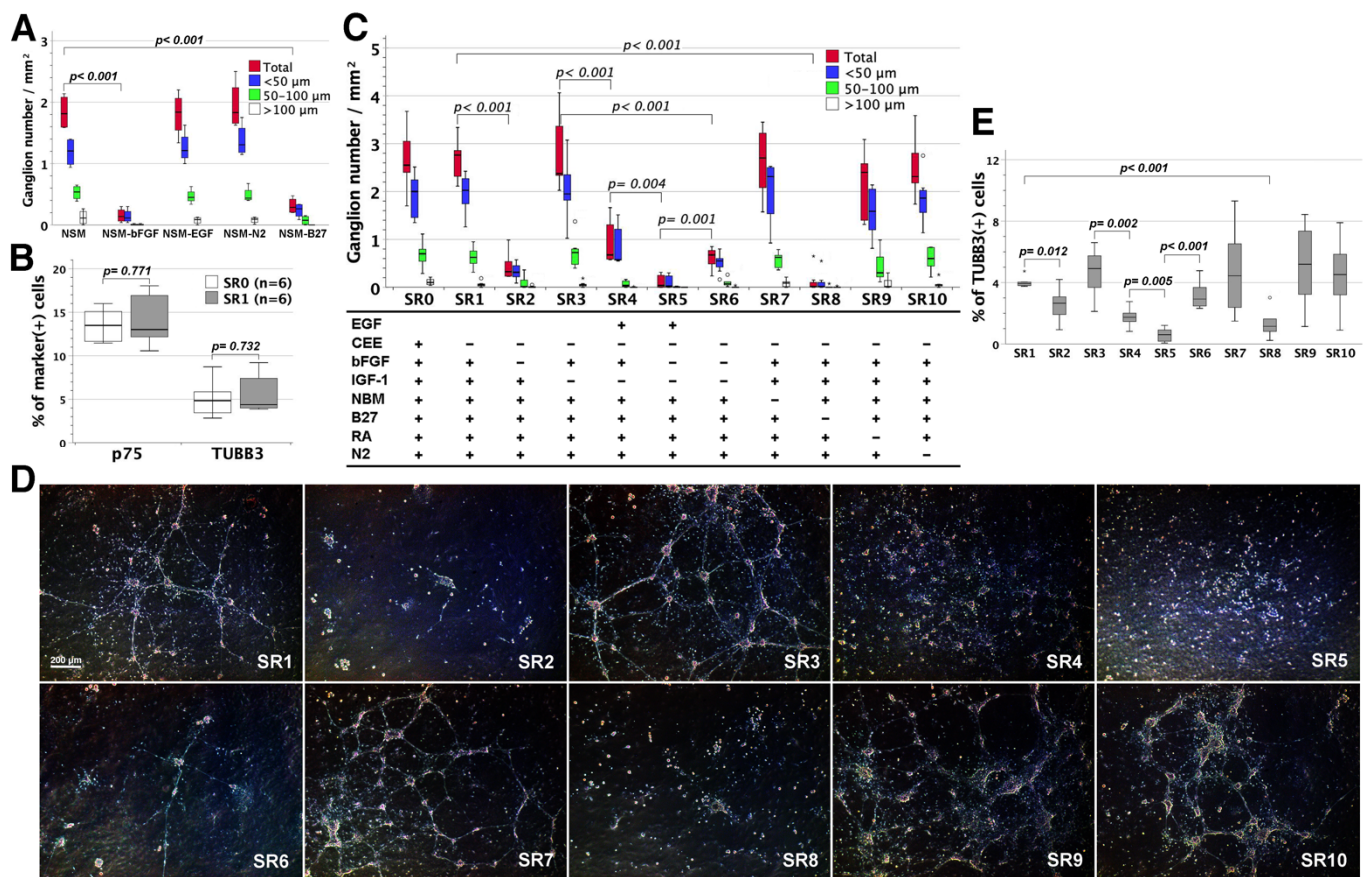 A
Ganglion number / mm²
3
2
1
0
p< 0.001
p< 0.001
Total
<50 µm
50-100 µm
>100 µm
NSM NSM-bFGF NSM-EGF NSM-N2 NSM-B27
B
% of marker(+) cells
20
15
10
5
0
p= 0.771
SR0 (n=6)
SR1 (n=6)
p= 0.732
p75 TUBB3
C
Ganglion number / mm²
5
4
3
2
1
0
p< 0.001
p< 0.001
p< 0.001
p< 0.001
p= 0.004
p= 0.001
Total
<50 µm
50-100 µm
>100 µm
SR0 SR1 SR2 SR3 SR4 SR5 SR6 SR7 SR8 SR9 SR10
EGF + +
CEE + − − − − − − − − − −
bFGF + + − + + − − + + + +
IGF-1 + + + − − − − + + + +
NBM + + + + + + + − + + +
B27 + + + + + + + + − + +
RA + + + + + + + + + − +
N2 + + + + + + + + + + −
E
% of TUBB3(+) cells
12
8
4
0
p< 0.001
p= 0.012
p= 0.002
p< 0.001
p= 0.005
SR1 SR2 SR3 SR4 SR5 SR6 SR7 SR8 SR9 SR10
D
200 µm
SR1
SR2
SR3
SR4
SR5
SR6
SR7
SR8
SR9
SR10